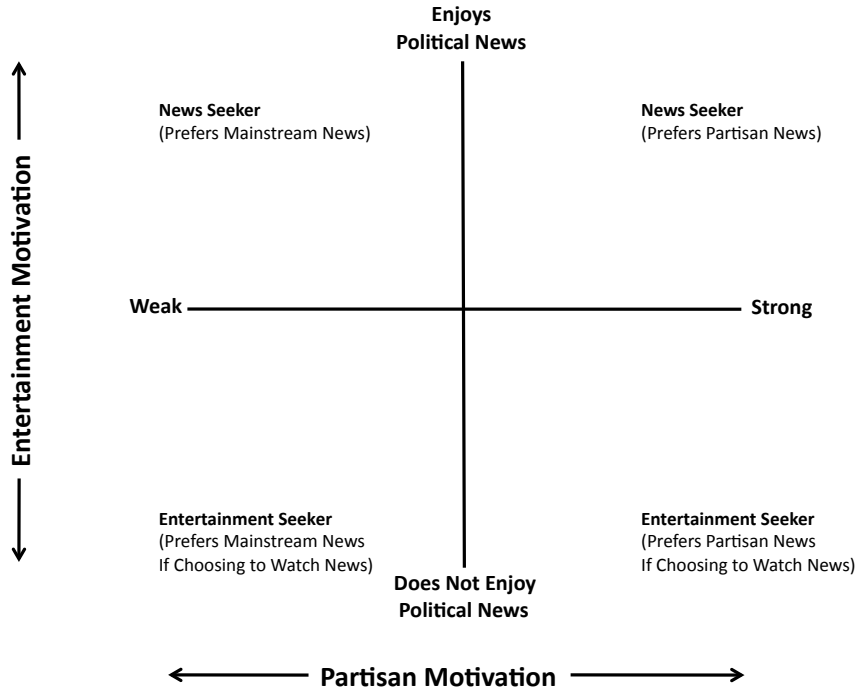 Enjoys
Political News
News Seeker
(Prefers Mainstream News)
News Seeker
(Prefers Partisan News)
Entertainment Motivation
Weak
Strong
Entertainment Seeker
(Prefers Mainstream News
If Choosing to Watch News)
Entertainment Seeker
(Prefers Partisan News
If Choosing to Watch News)
Does Not Enjoy
Political News
Partisan Motivation